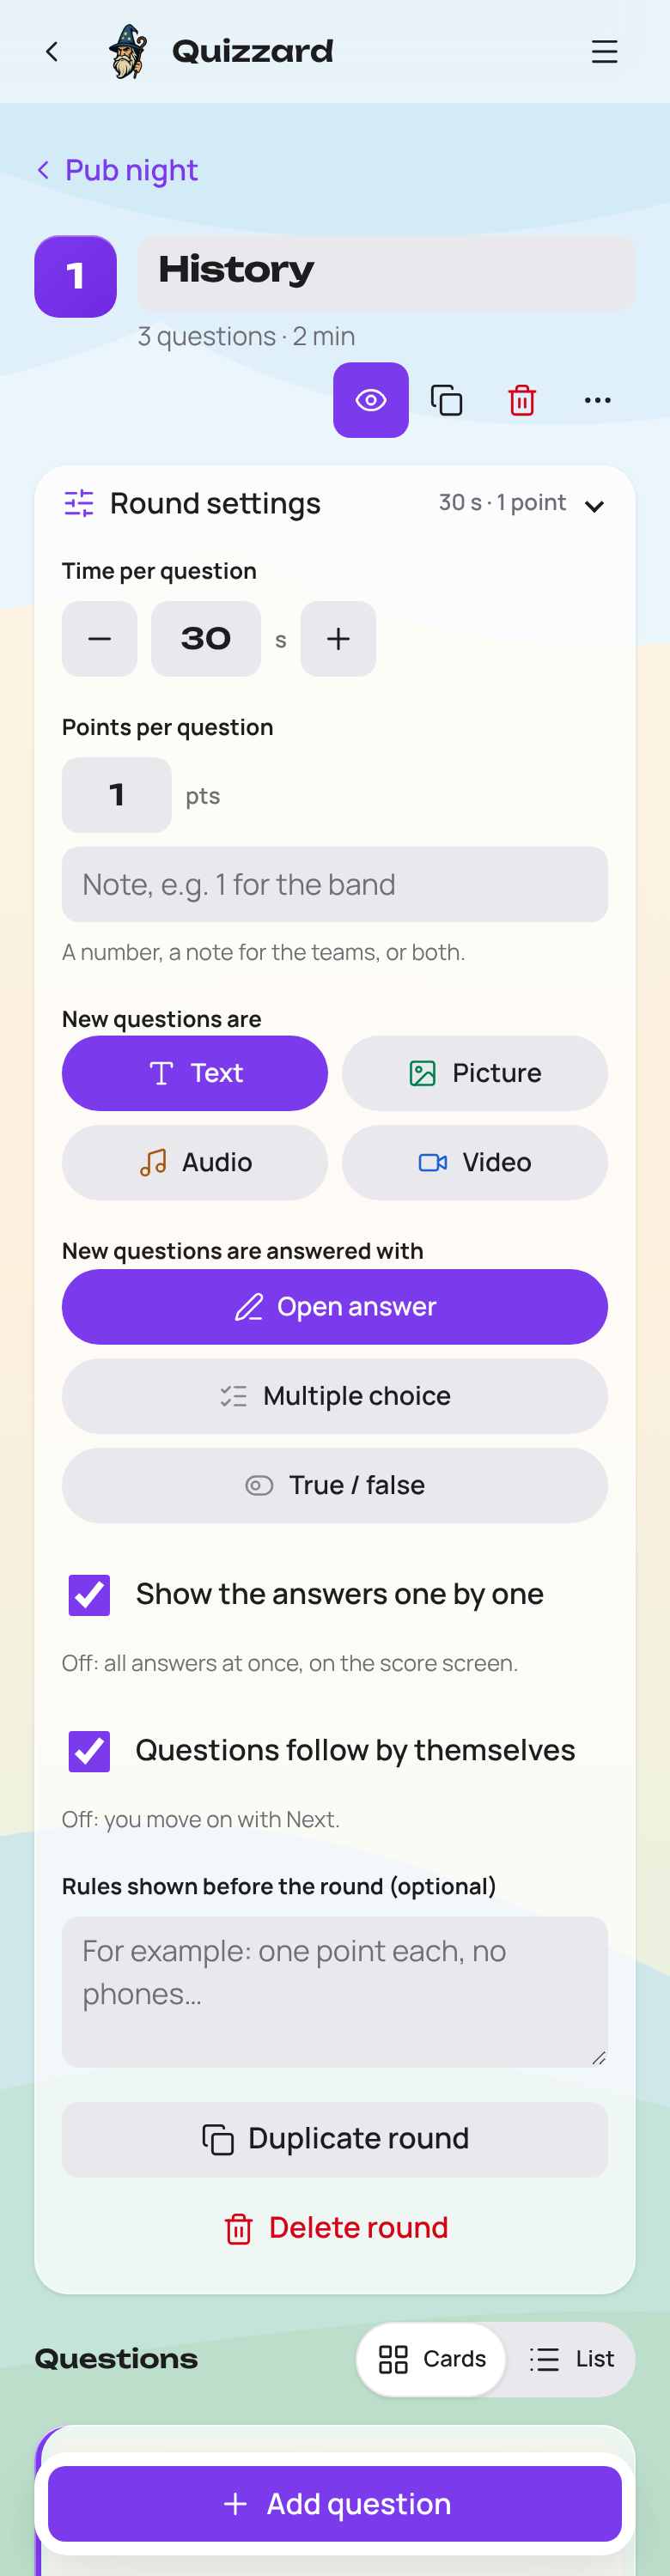 Quizzard
Pub night
1
History
3 questions · 2 min
Round settings
30 s · 1 point
Time per question
30
s
Points per question
1
pts
Note, e.g. 1 for the band
A number, a note for the teams, or both.
New questions are
Text
Picture
Audio
Video
New questions are answered with
Open answer
Multiple choice
True / false
Show the answers one by one
Off: all answers at once, on the score screen.
Questions follow by themselves
Off: you move on with Next.
Rules shown before the round (optional)
For example: one point each, no
phones…
Duplicate round
Delete round
Questions
Cards
List
Add question